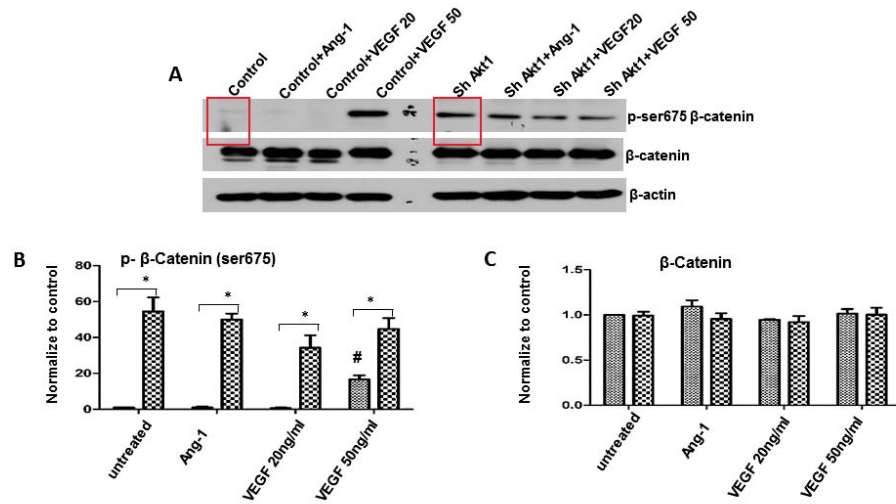 A
Control
Control+Ang-1
Control+VEGF 20
Control+VEGF 50
Sh Akt1
Sh Akt1+Ang-1
Sh Akt1+VEGF20
Sh Akt1+VEGF 50
p-ser675 β-catenin
β-catenin
β-actin
B
p- β-Catenin (ser675)
Normalize to control
80
60
40
20
0
*
*
*
*
#
untreated
Ang-1
VEGF 20ng/ml
VEGF 50ng/ml
C
β-Catenin
Normalize to control
1.5
1.0
0.5
0.0
untreated
Ang-1
VEGF 20ng/ml
VEGF 50ng/ml